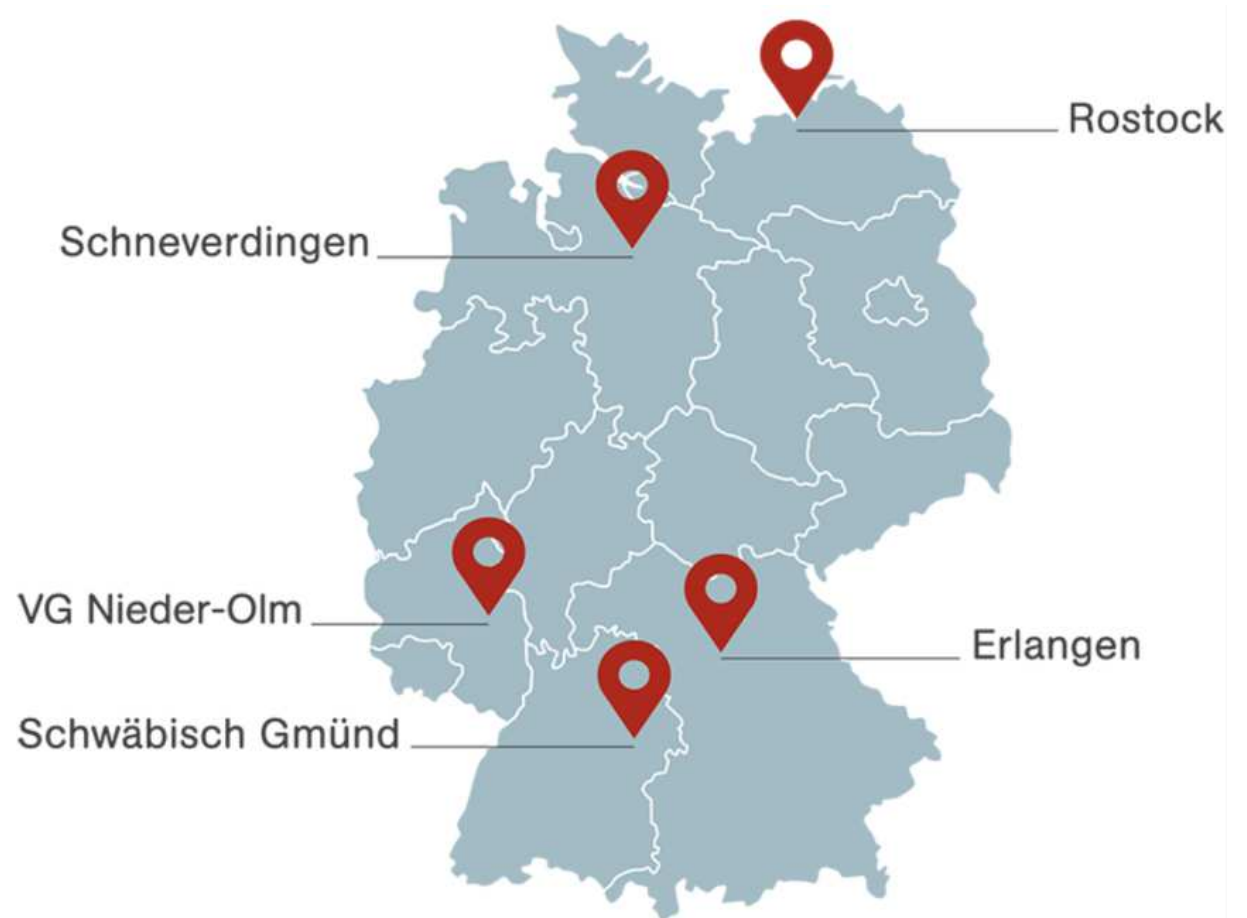 Rostock
Schneverdingen
VG Nieder-Olm
Erlangen
Schwäbisch Gmünd